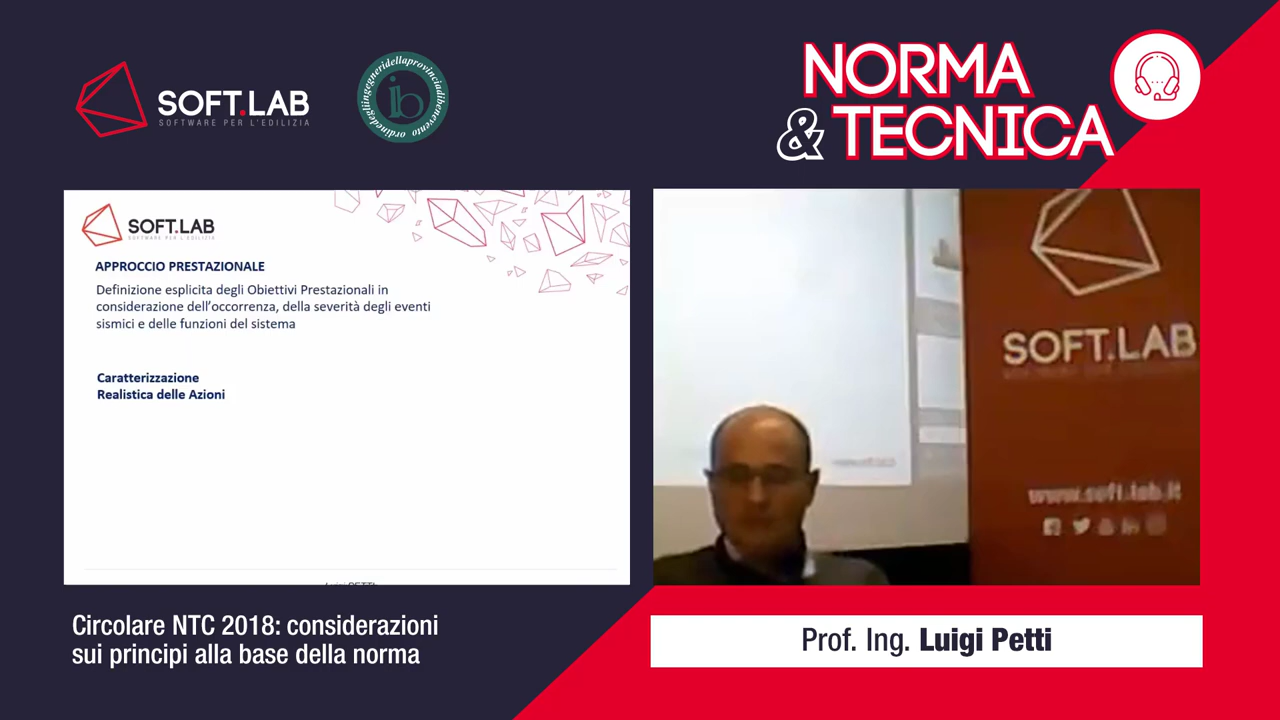 SOFT.LAB
SOFTWARE PER L'EDILIZIA
ordinedegliingegneridellaprovinciadibenevento
ib
NORMA
& TECNICA
SOFT.LAB
SOFTWARE PER L'EDILIZIA
APPROCCIO PRESTAZIONALE
Definizione esplicita degli Obiettivi Prestazionali in
considerazione dell'occorrenza, della severità degli eventi
sismici e delle funzioni del sistema
Caratterizzazione
Realistica delle Azioni
SOFT.LAB
www.soft.lab.it
Circolare NTC 2018: considerazioni
sui principi alla base della norma
Prof. Ing. Luigi Petti